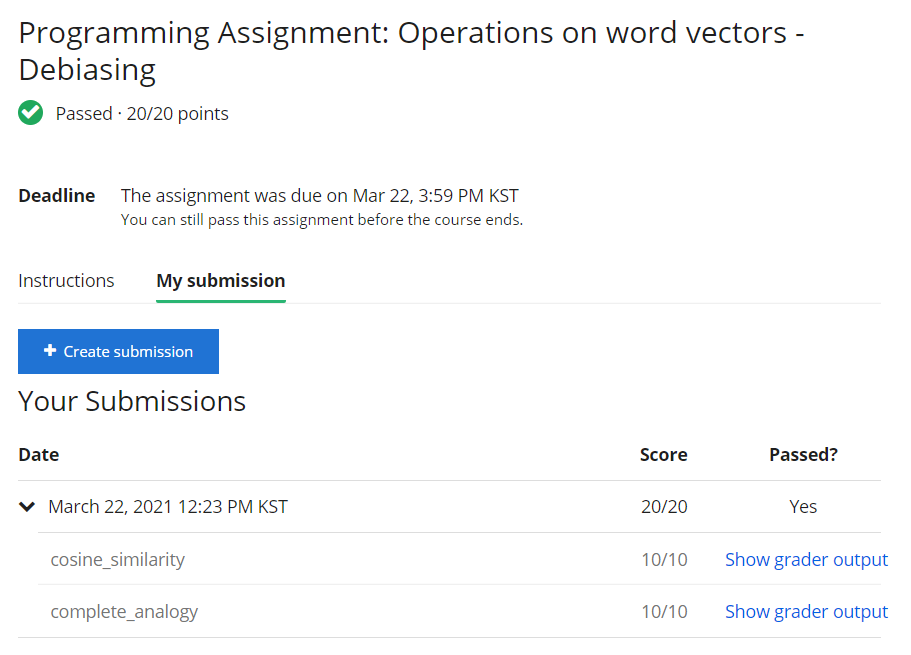 Programming Assignment: Operations on word vectors -
Debiasing
Passed · 20/20 points
Deadline The assignment was due on Mar 22, 3:59 PM KST
You can still pass this assignment before the course ends.
Instructions My submission
+ Create submission
Your Submissions
Date Score Passed?
March 22, 2021 12:23 PM KST 20/20 Yes
cosine_similarity 10/10 Show grader output
complete_analogy 10/10 Show grader output